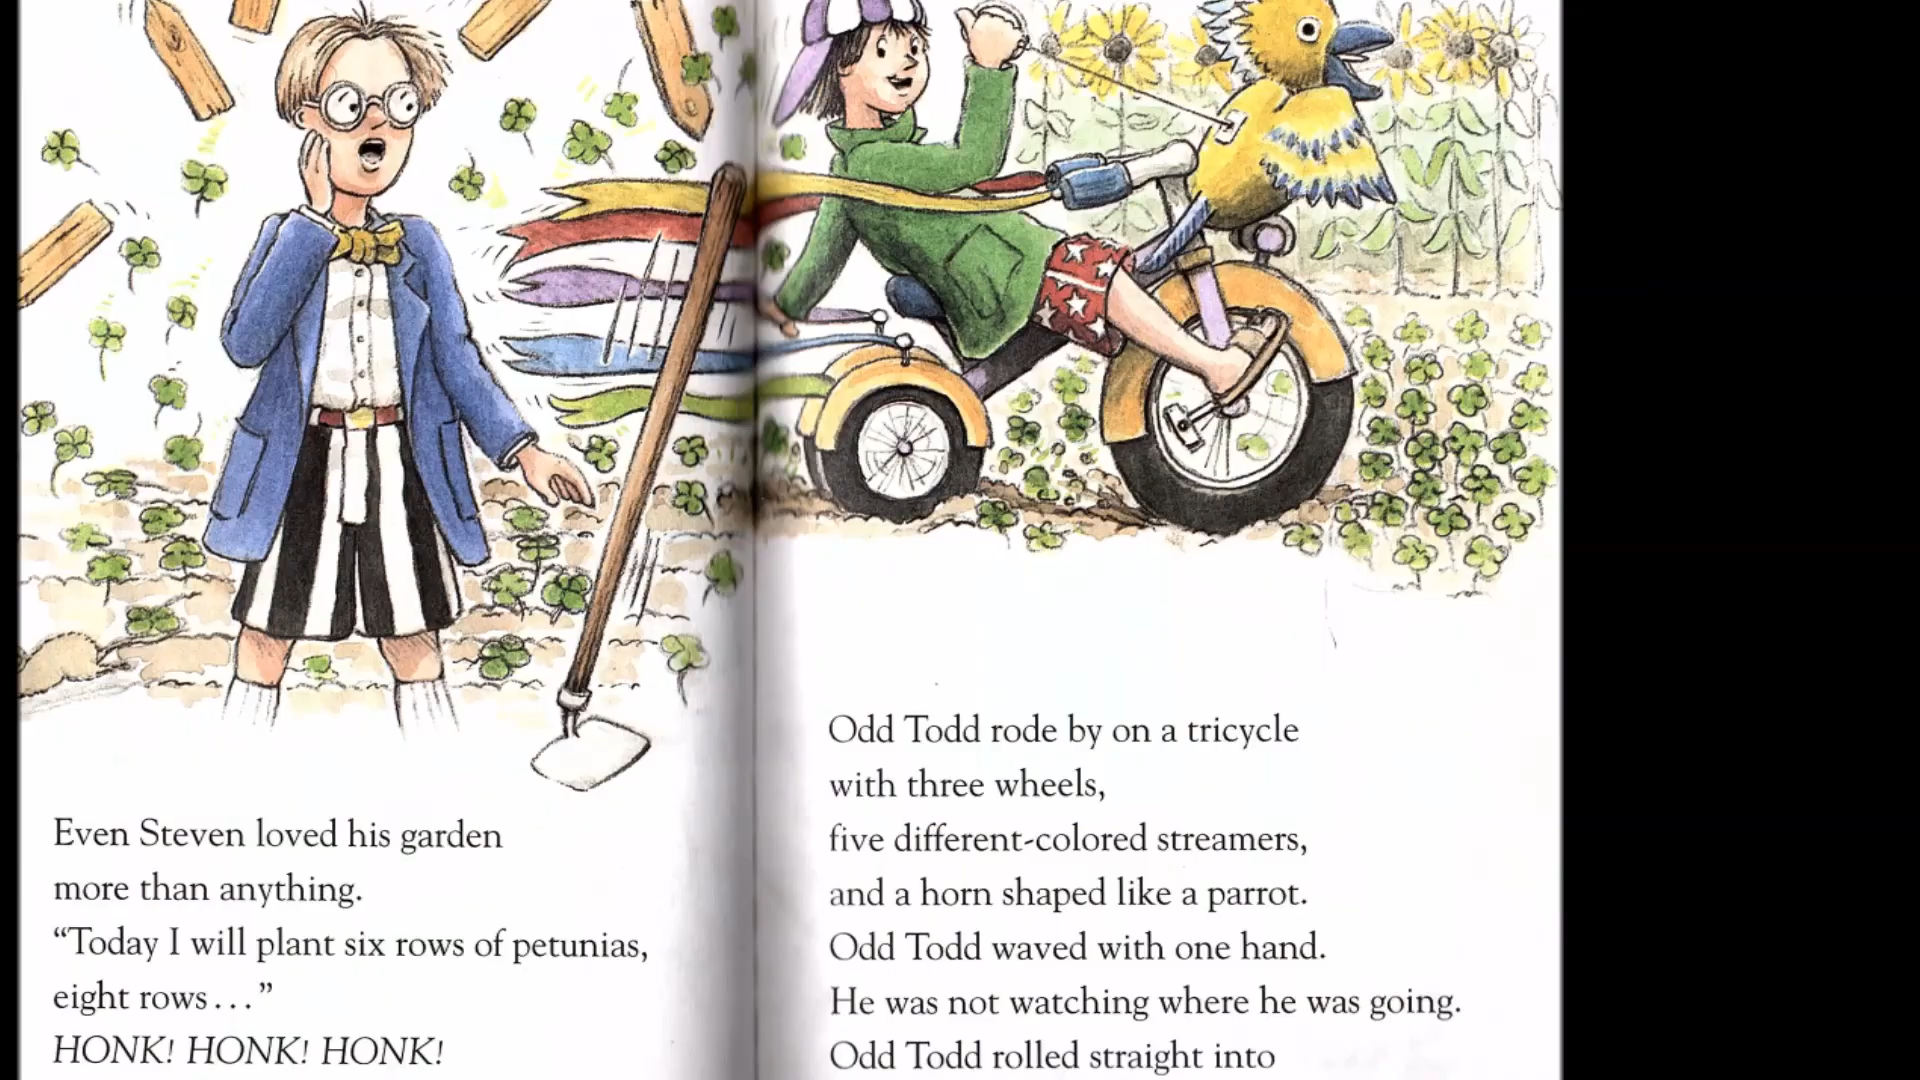 Even Steven loved his garden
more than anything.
“Today I will plant six rows of petunias,
eight rows . . . ”
HONK! HONK! HONK!
Odd Todd rode by on a tricycle
with three wheels,
five different-colored streamers,
and a horn shaped like a parrot.
Odd Todd waved with one hand.
He was not watching where he was going.
Odd Todd rolled straight into